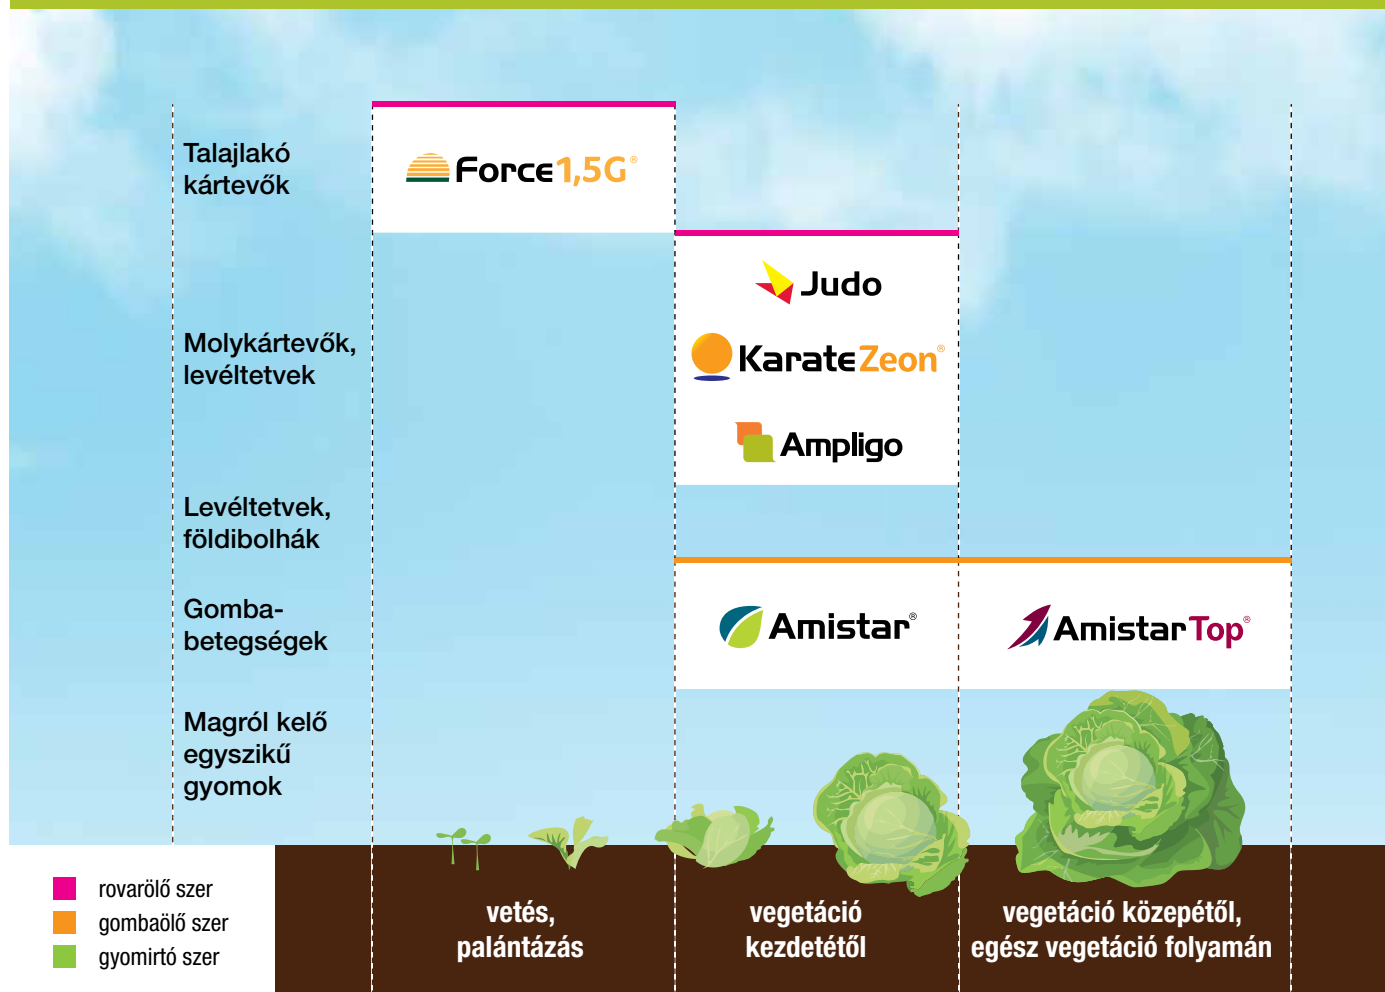 Talajlakó
kártevők
Force 1,5G®
Judo
Molykártevők,
levéltetvek
Karate Zeon®
Ampligo
Levéltetvek,
földibolhák
Gomba-
betegségek
Amistar®
Amistar Top®
Magról kelő
egyszikű
gyomok
rovarölő szer
gombaölő szer
gyomirtó szer
vetés,
palántázás
vegetáció
kezdetétől
vegetáció közepétől,
egész vegetáció folyamán